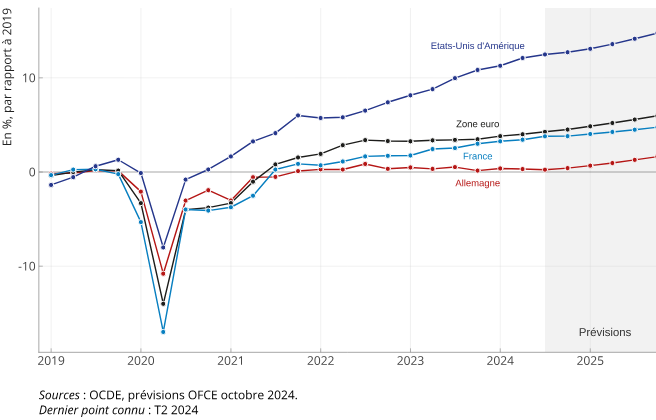 En %, par rapport à 2019
10
0
-10
Etats-Unis d'Amérique
Zone euro
France
Allemagne
Prévisions
2019 2020 2021 2022 2023 2024 2025
Sources : OCDE, prévisions OFCE octobre 2024.
Dernier point connu : T2 2024